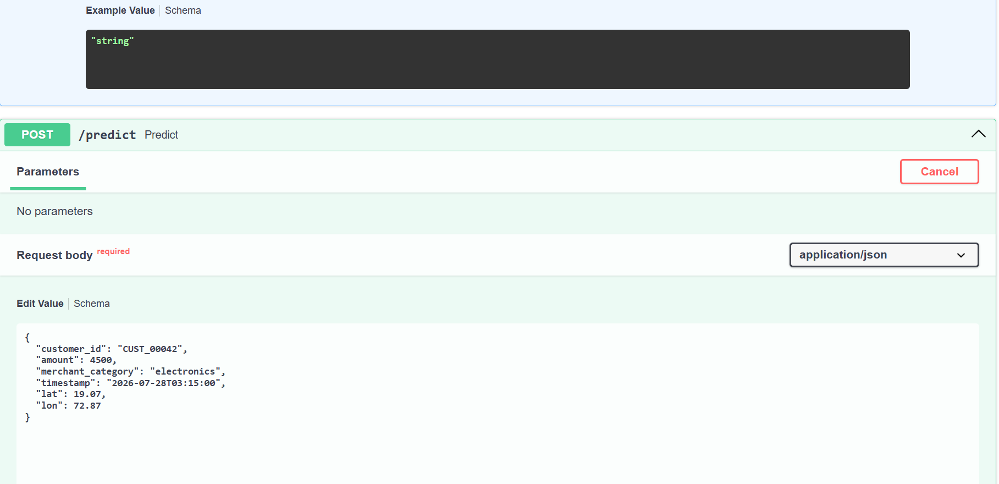 Example Value Schema
"string"
POST /predict Predict
Parameters Cancel
No parameters
Request body required application/json
Edit Value Schema
{
  "customer_id": "CUST_00042",
  "amount": 4500,
  "merchant_category": "electronics",
  "timestamp": "2026-07-28T03:15:00",
  "lat": 19.07,
  "lon": 72.87
}